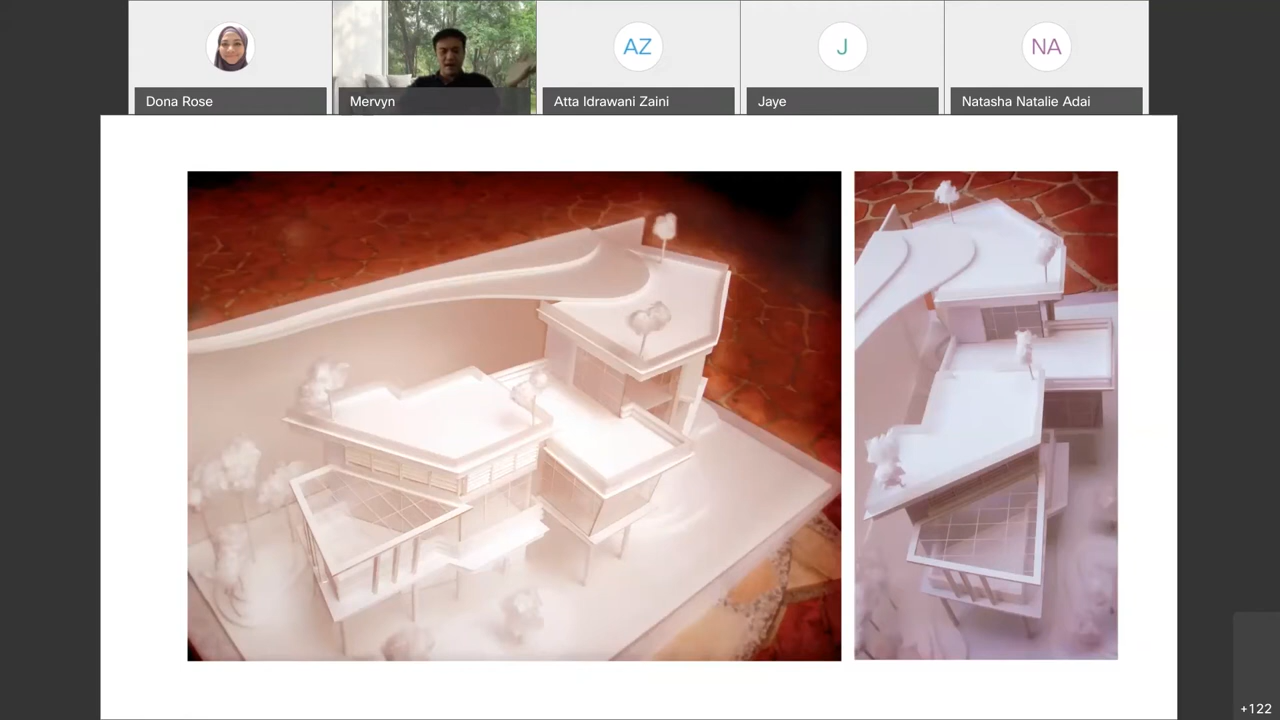 AZ
J
NA
Dona Rose
Mervyn
Atta Idrawani Zaini
Jaye
Natasha Natalie Adai
+122